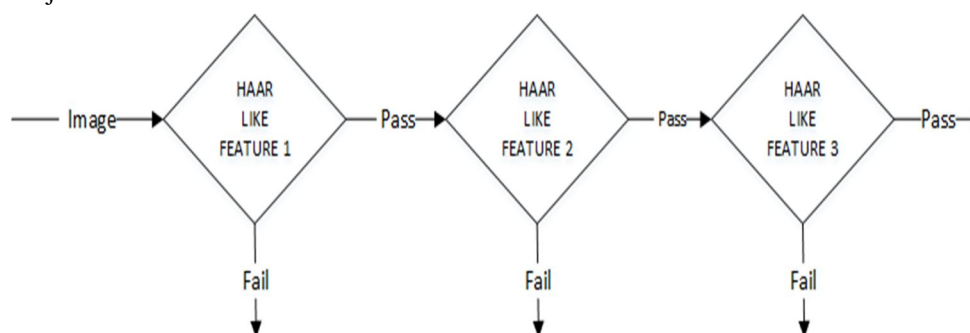 Image
HAAR
LIKE
FEATURE 1
Pass
HAAR
LIKE
FEATURE 2
Pass
HAAR
LIKE
FEATURE 3
Pass
Fail
Fail
Fail